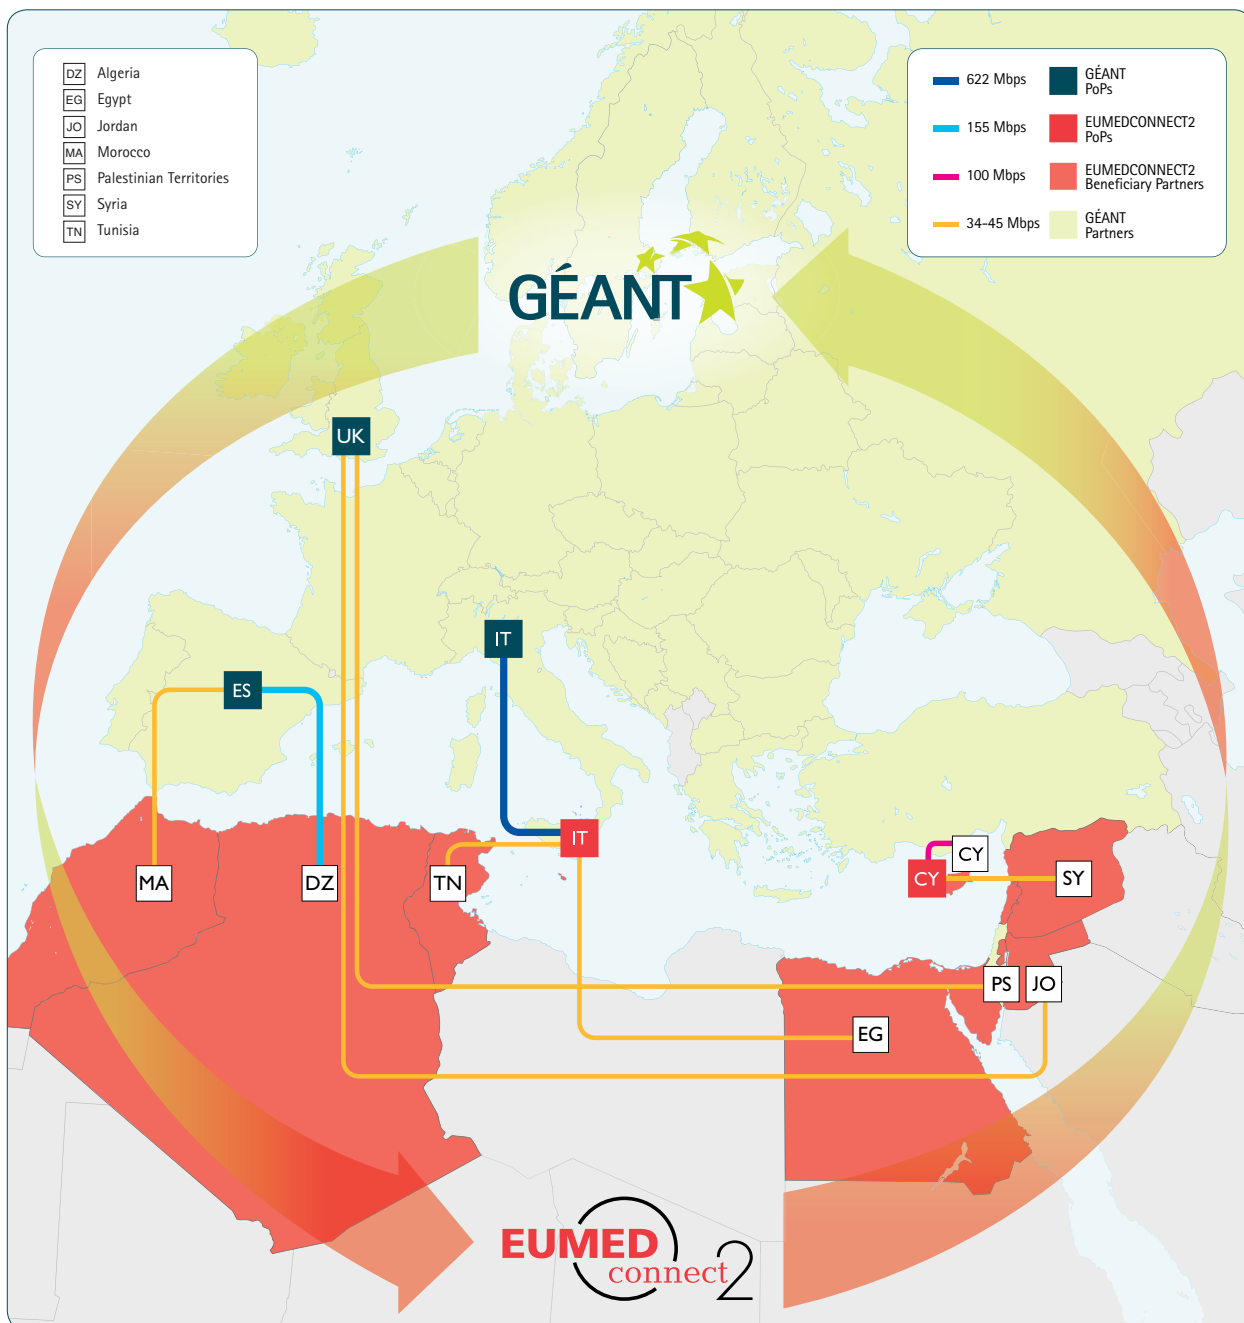 DZ Algeria
EG Egypt
JO Jordan
MA Morocco
PS Palestinian Territories
SY Syria
TN Tunisia
622 Mbps
GÉANT
PoPs
155 Mbps
EUMEDCONNECT2
PoPs
100 Mbps
EUMEDCONNECT2
Beneficiary Partners
34-45 Mbps
GÉANT
Partners
GÉANT
UK
IT
ES
IT
CY
CY
SY
MA
DZ
TN
PS
JO
EG
EUMED
connect2